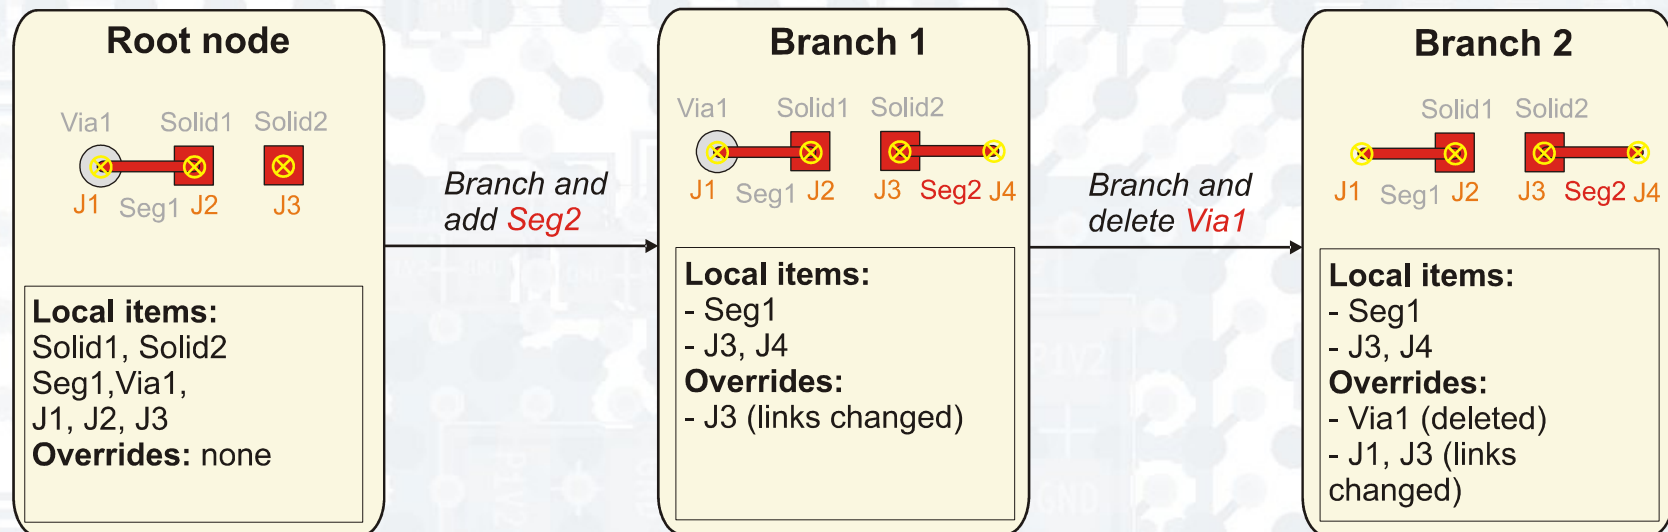 Root node
Via1 Solid1 Solid2
J1 Seg1 J2 J3
Local items:
Solid1, Solid2
Seg1,Via1,
J1, J2, J3
Overrides: none
Branch and
add Seg2
Branch 1
Via1 Solid1 Solid2
J1 Seg1 J2 J3 Seg2 J4
Local items:
- Seg1
- J3, J4
Overrides:
- J3 (links changed)
Branch and
delete Via1
Branch 2
Solid1 Solid2
J1 Seg1 J2 J3 Seg2 J4
Local items:
- Seg1
- J3, J4
Overrides:
- Via1 (deleted)
- J1, J3 (links
changed)
P1V2
GND
P1V2